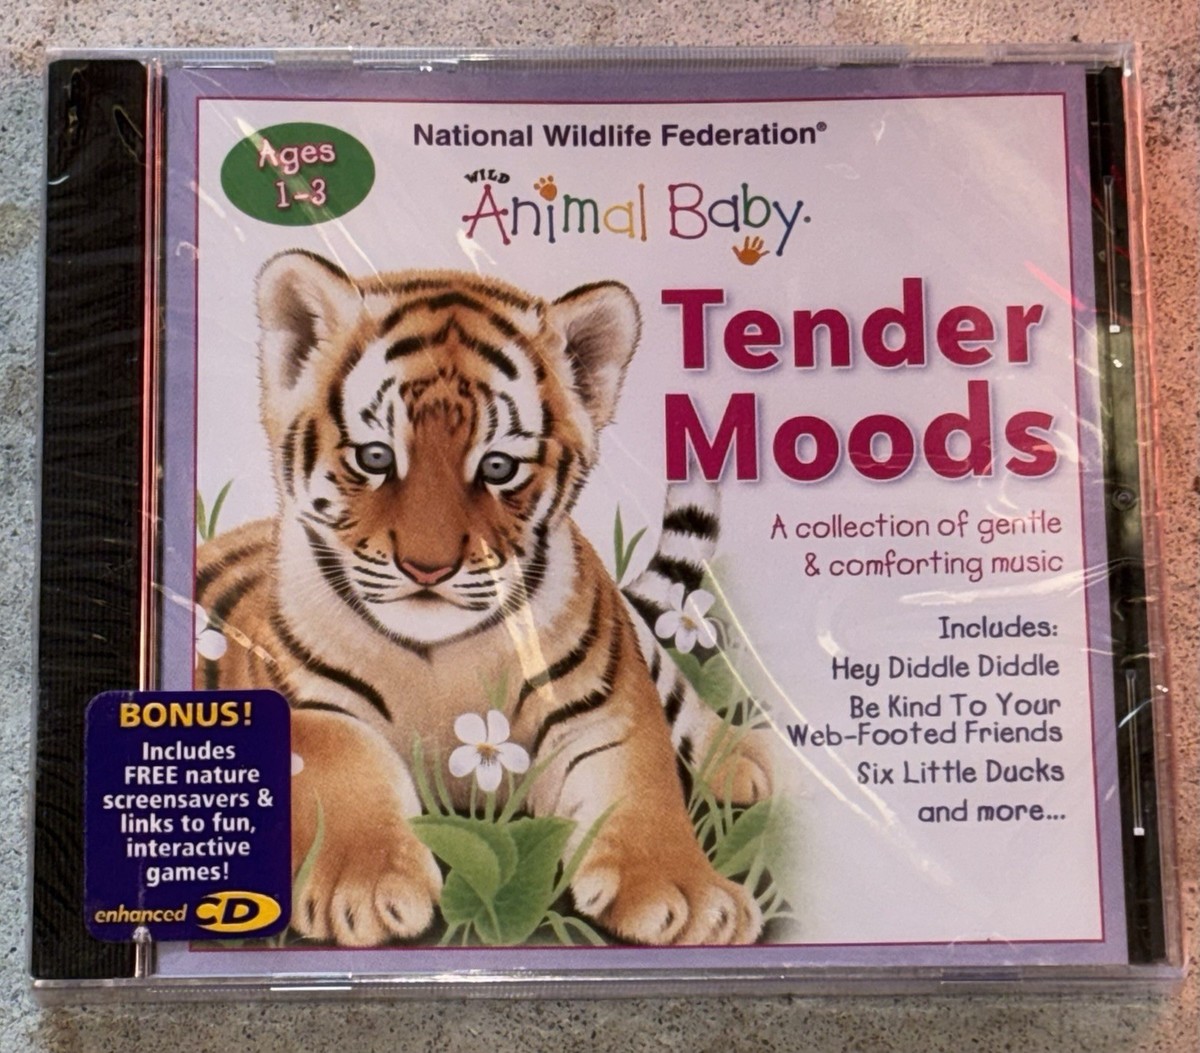 Ages
1-3
National Wildlife Federation®
WILD
Animal Baby
Tender
Moods
A collection of gentle
& comforting music
Includes:
Hey Diddle Diddle
Be Kind To Your
Web-Footed Friends
Six Little Ducks
and more...
BONUS!
Includes
FREE nature
screensavers &
links to fun,
interactive
games!
enhanced CD